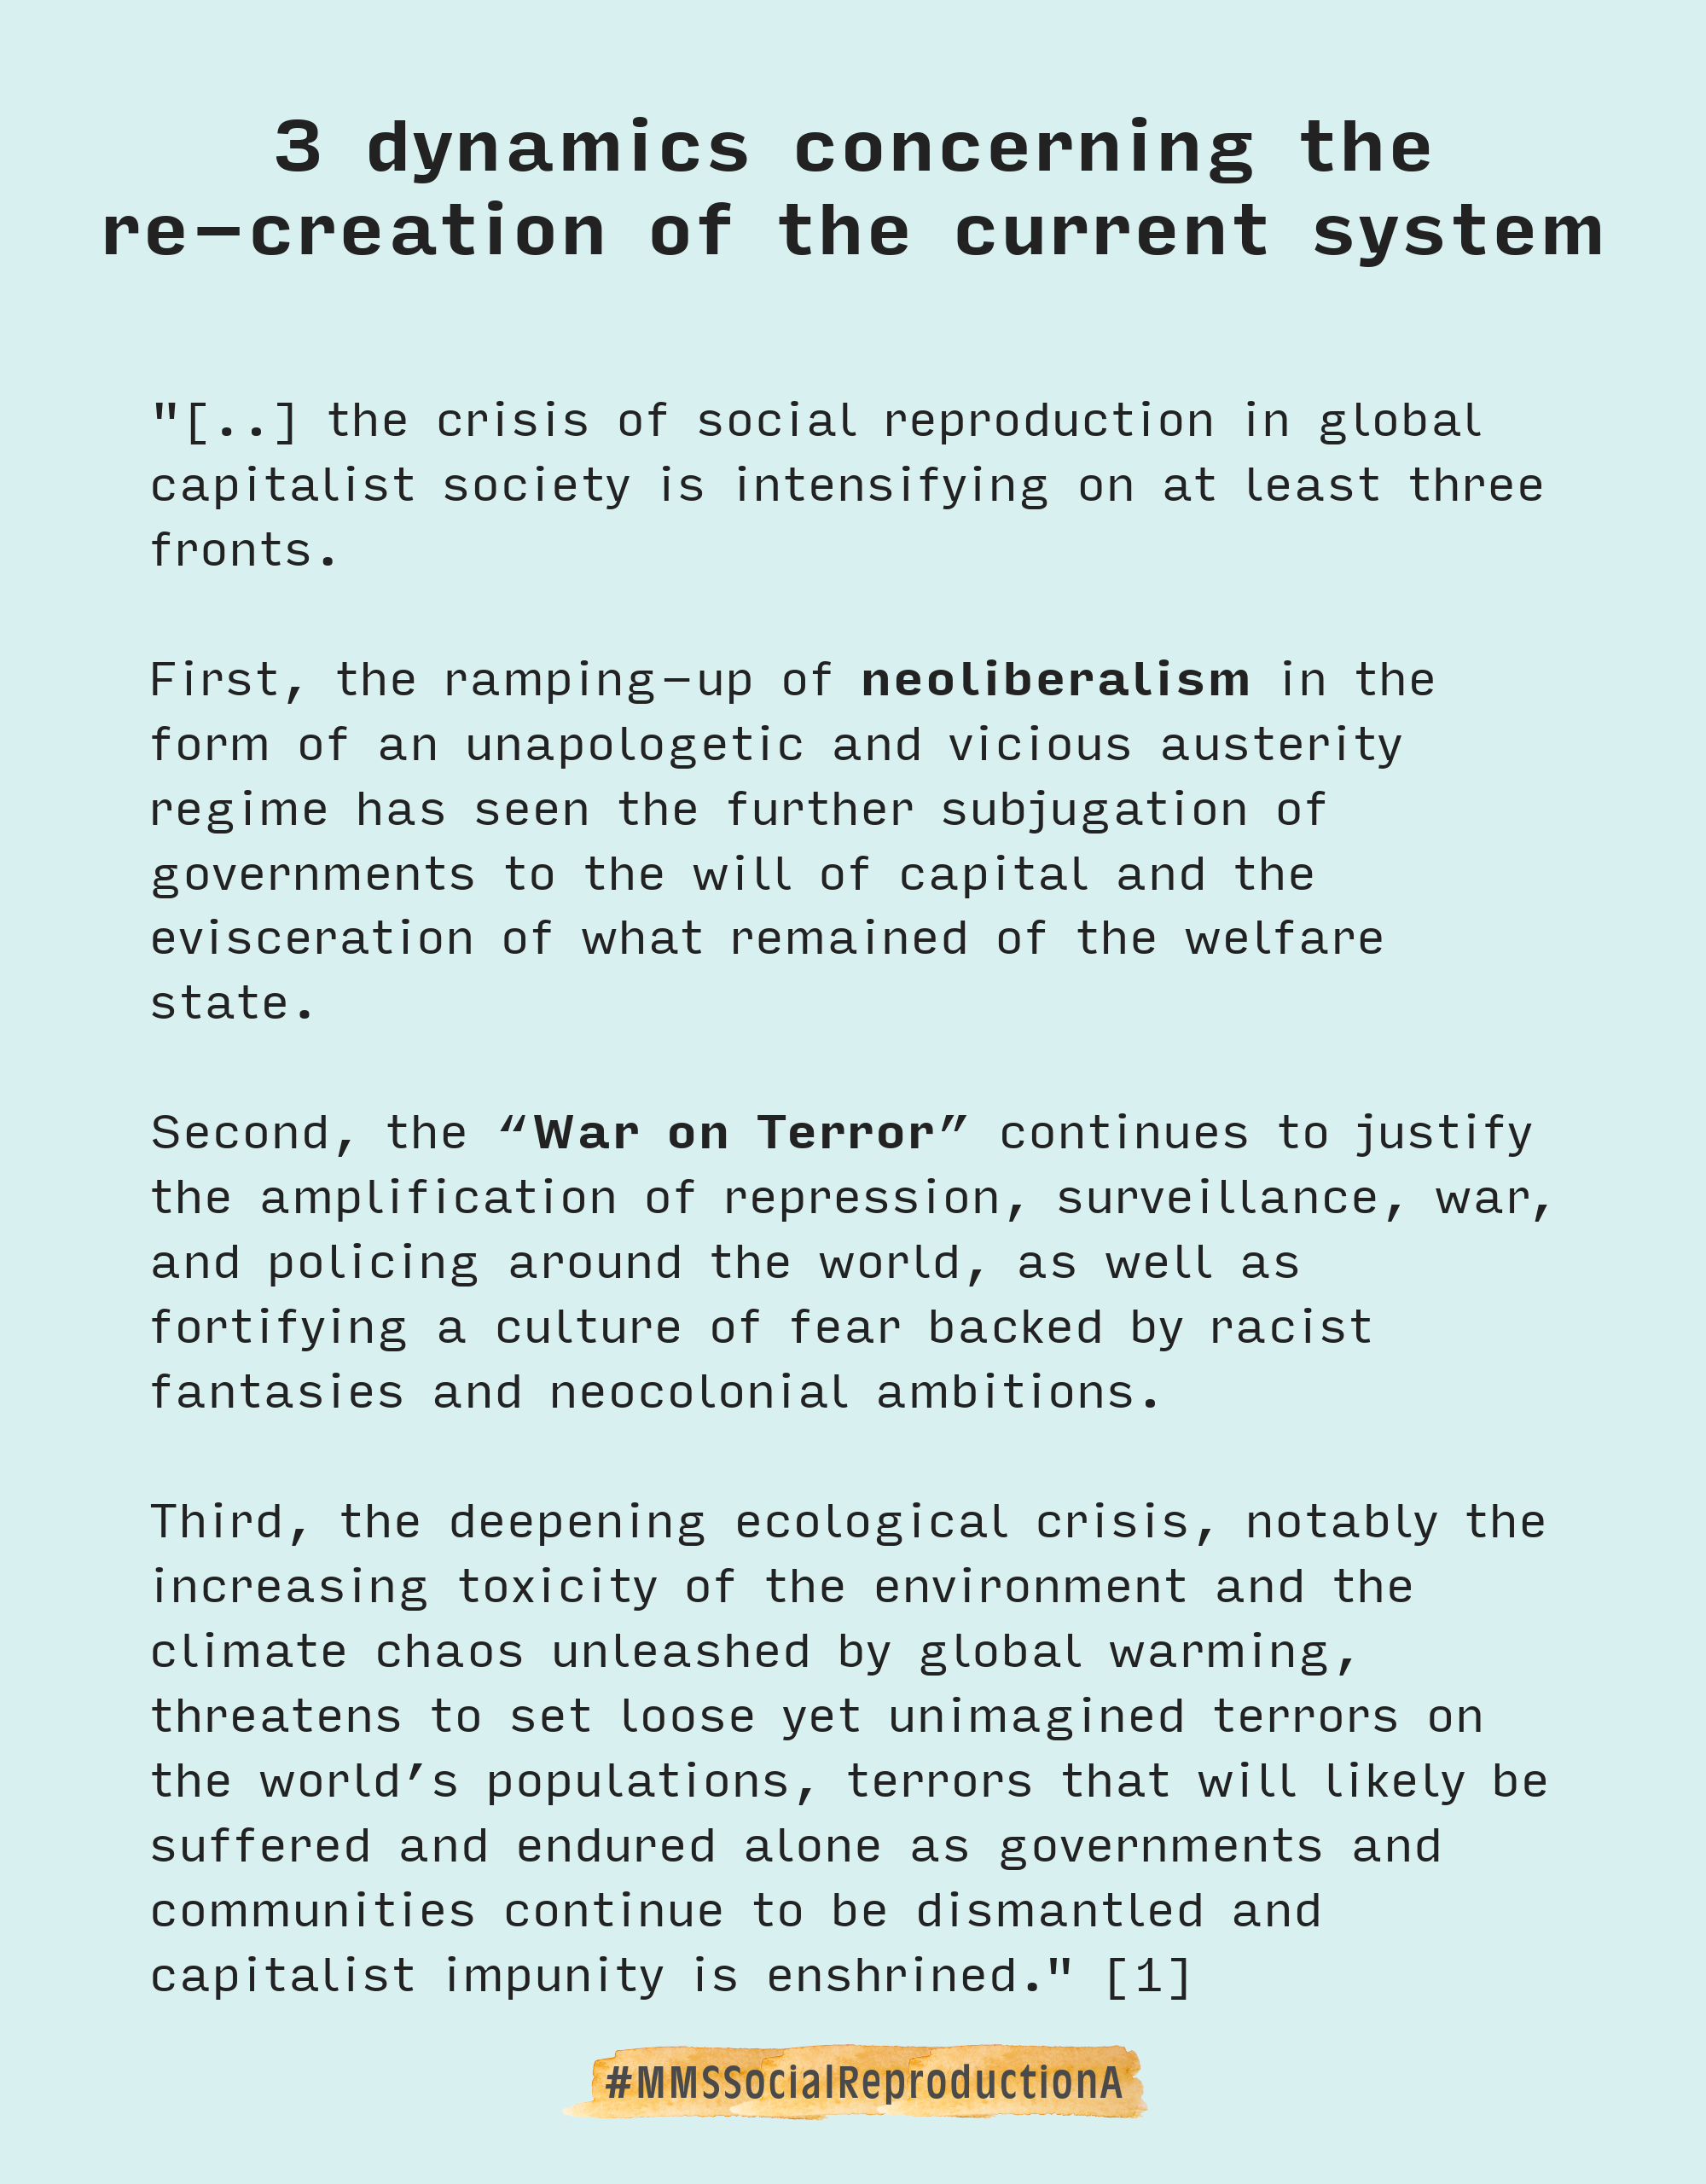 3 dynamics concerning the
re-creation of the current system
"[..] the crisis of social reproduction in global
capitalist society is intensifying on at least three
fronts.
First, the ramping-up of neoliberalism in the
form of an unapologetic and vicious austerity
regime has seen the further subjugation of
governments to the will of capital and the
evisceration of what remained of the welfare
state.
Second, the “War on Terror” continues to justify
the amplification of repression, surveillance, war,
and policing around the world, as well as
fortifying a culture of fear backed by racist
fantasies and neocolonial ambitions.
Third, the deepening ecological crisis, notably the
increasing toxicity of the environment and the
climate chaos unleashed by global warming,
threatens to set loose yet unimagined terrors on
the world’s populations, terrors that will likely be
suffered and endured alone as governments and
communities continue to be dismantled and
capitalist impunity is enshrined." [1]
#MMSSocialReproductionA